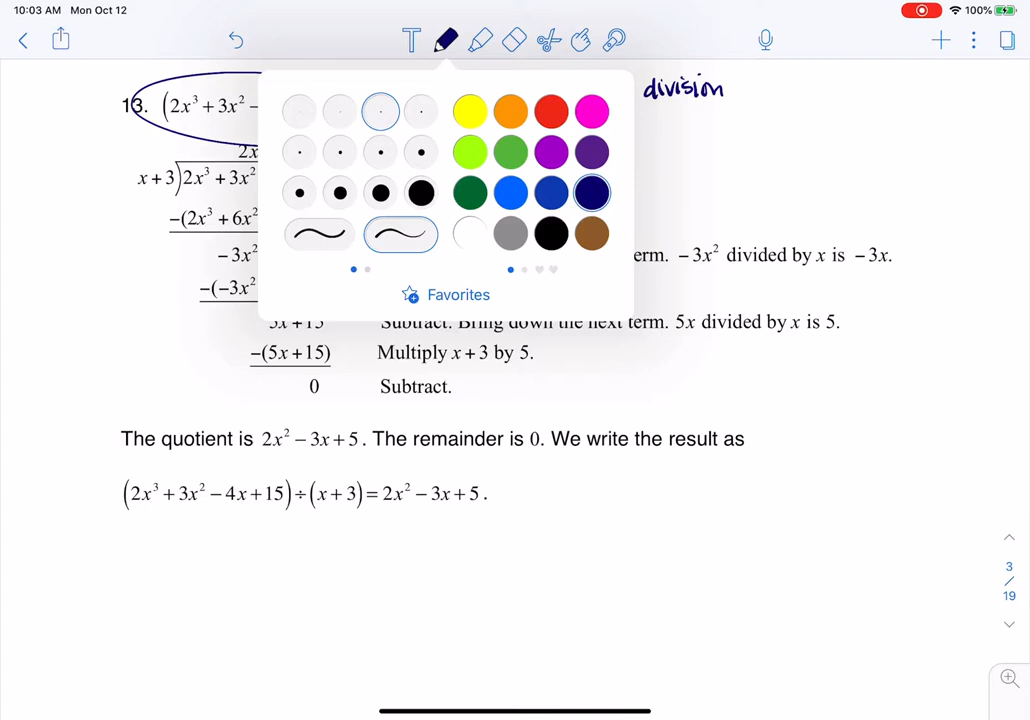 10:03 AM Mon Oct 12 100%
division
13. (2x³ + 3x² −
2x
x + 3)2x³ + 3x²
−(2x³ + 6x²
− 3x² erm. − 3x² divided by x is − 3x.
−(−3x²
Favorites
5x + 15 Subtract. Bring down the next term. 5x divided by x is 5.
−(5x + 15) Multiply x + 3 by 5.
0 Subtract.
The quotient is 2x² − 3x + 5. The remainder is 0. We write the result as
(2x³ + 3x² − 4x + 15) ÷ (x + 3) = 2x² − 3x + 5.
3
/
19